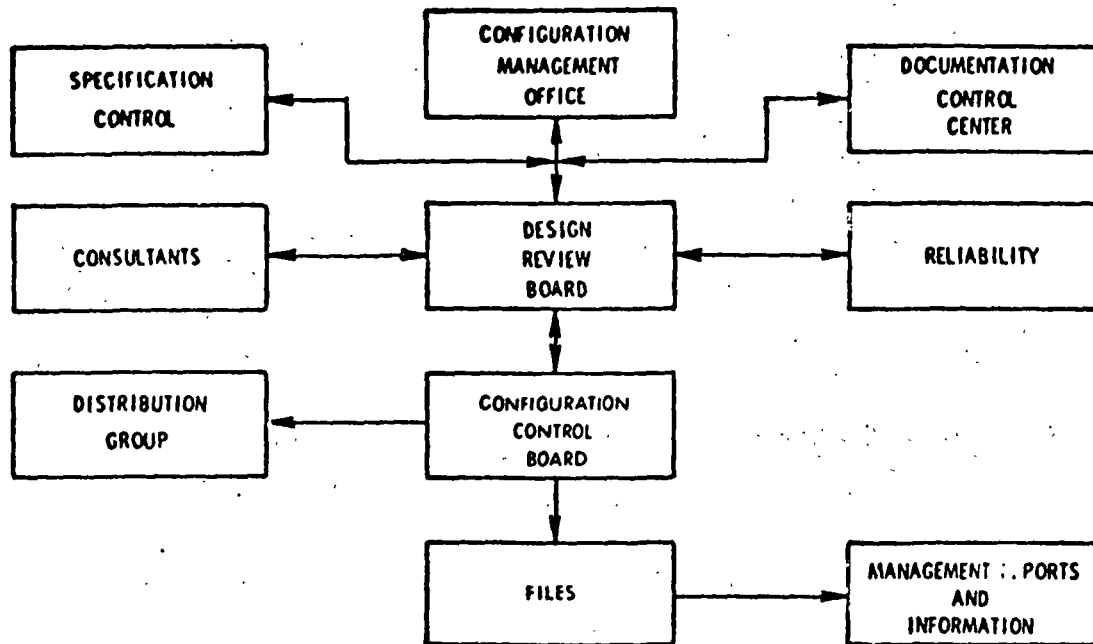 CONFIGURATION
MANAGEMENT
OFFICE
SPECIFICATION
CONTROL
DOCUMENTATION
CONTROL
CENTER
CONSULTANTS
DESIGN
REVIEW
BOARD
RELIABILITY
DISTRIBUTION
GROUP
CONFIGURATION
CONTROL
BOARD
FILES
MANAGEMENT
AND
INFORMATION